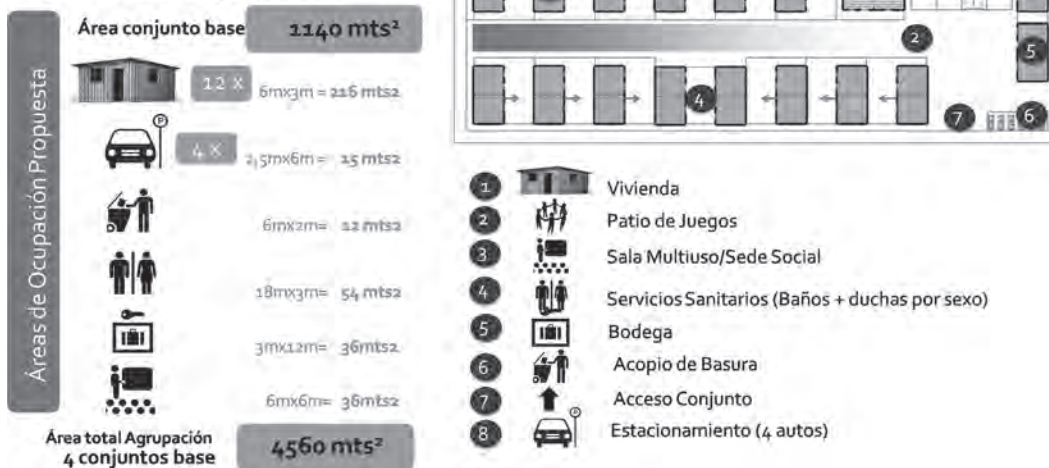 Áreas de Ocupación Propuesta
Área conjunto base 1140 mts²
12 x 6mx3m = 216 mts2
P
4 x 2,5mx6m = 15 mts2
6mx2m= 12 mts2
18mx3m= 54 mts2
3mx12m= 36mts2
6mx6m= 36mts2
Área total Agrupación
4 conjuntos base
4560 mts²
2
5
4
7
6
1 Vivienda
2 Patio de Juegos
3 Sala Multiuso/Sede Social
4 Servicios Sanitarios (Baños + duchas por sexo)
5 Bodega
6 Acopio de Basura
7 Acceso Conjunto
8 Estacionamiento (4 autos)